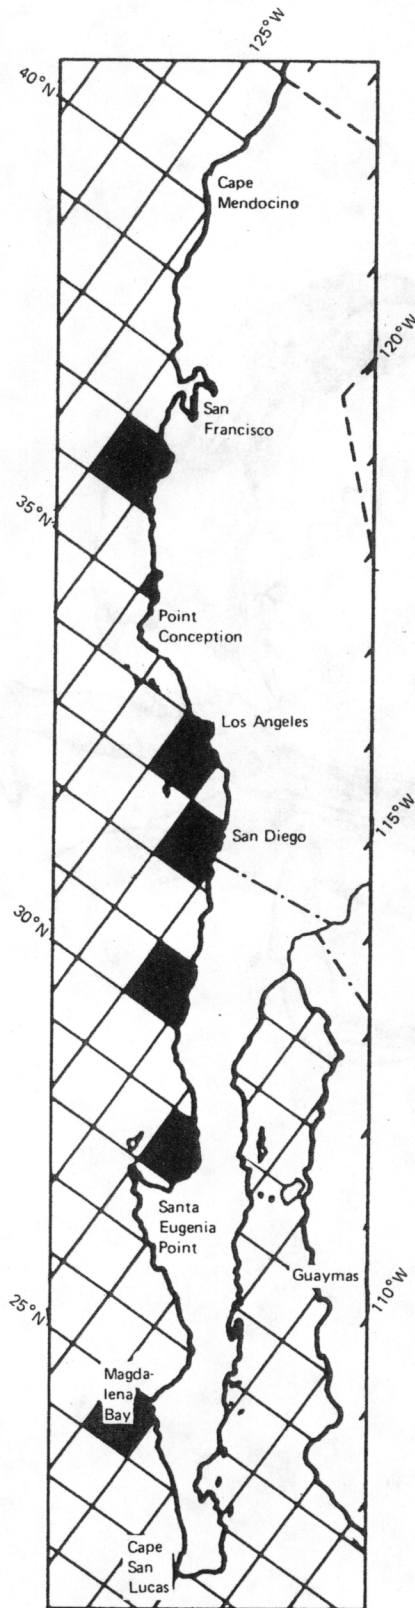 125°W
40°N
Cape
Mendocino
120°W
San
Francisco
35°N
Point
Conception
Los Angeles
115°W
San Diego
30°N
Santa
Eugenia
Point
Guaymas
110°W
25°N
Magda-
lena
Bay
Cape
San
Lucas